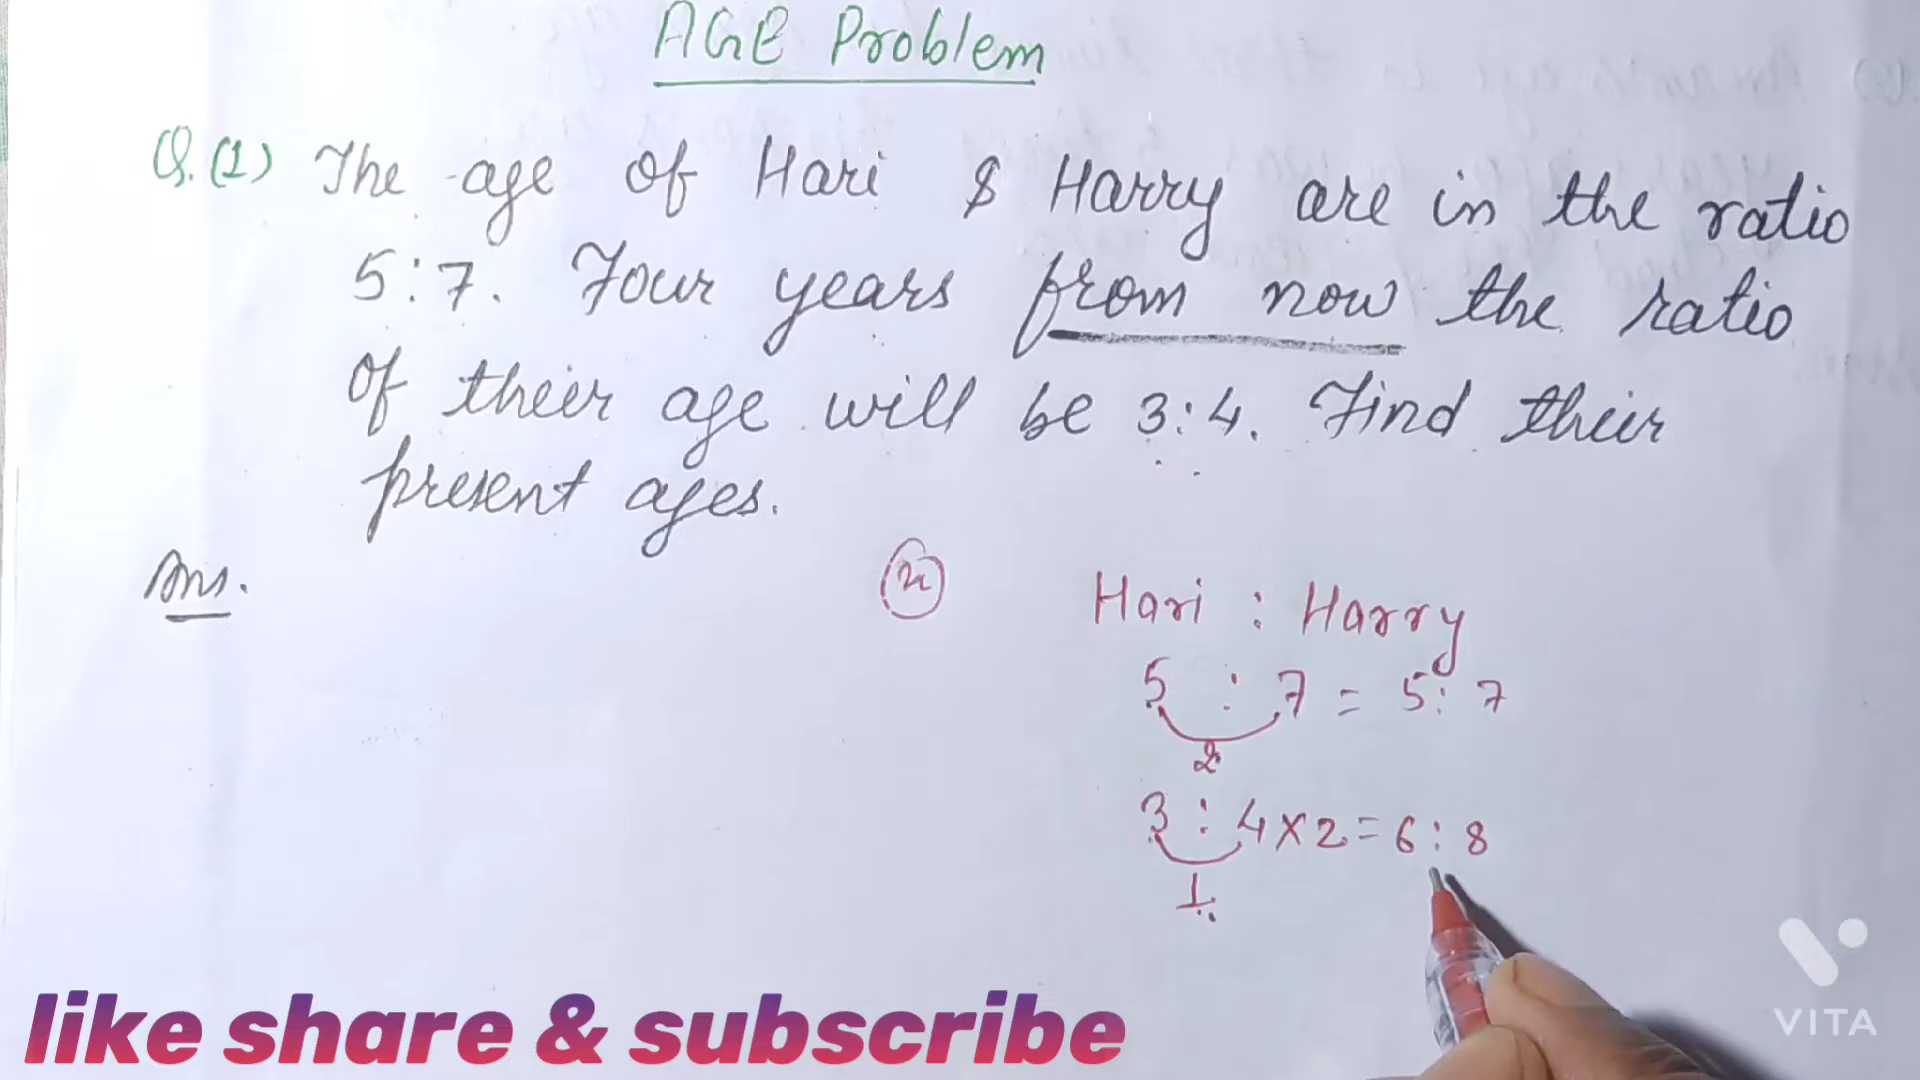 AGE Problem
Q.(1) The age of Hari & Harry are in the ratio
5:7. Four years from now the ratio
of their age will be 3:4. Find their
present ages.
Ans.
Hari : Harry
5 : 7 = 5:7
2
3 : 4 × 2 = 6:8
1
like share & subscribe
VITA